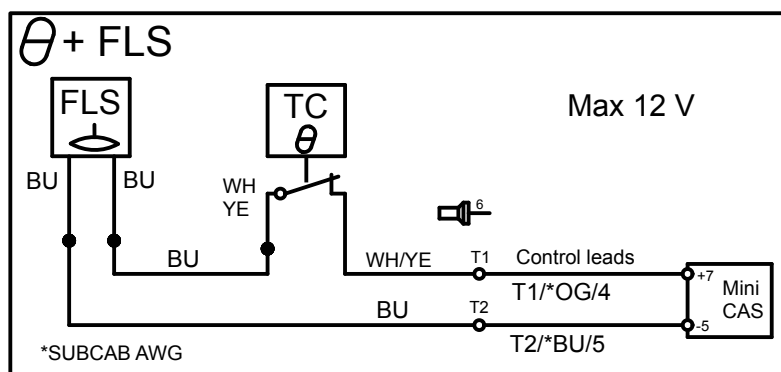 θ + FLS
FLS
TC
θ
Max 12 V
BU
BU
WH
YE
6
BU
WH/YE
T1
Control leads
+7
T1/*OG/4
Mini
CAS
BU
T2
-5
T2/*BU/5
*SUBCAB AWG